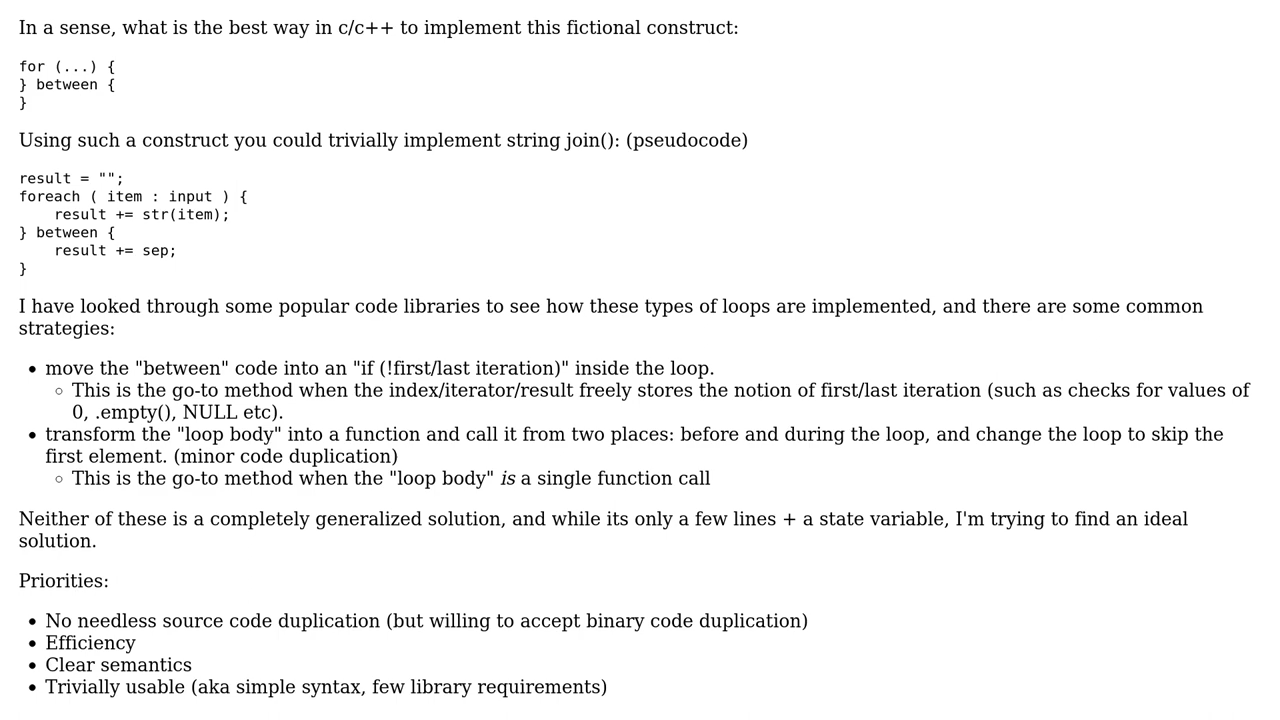 In a sense, what is the best way in c/c++ to implement this fictional construct:
for (...) {
} between {
}
Using such a construct you could trivially implement string join(): (pseudocode)
result = "";
foreach ( item : input ) {
    result += str(item);
} between {
    result += sep;
}
I have looked through some popular code libraries to see how these types of loops are implemented, and there are some common
strategies:
• move the "between" code into an "if (!first/last iteration)" inside the loop.
◦ This is the go-to method when the index/iterator/result freely stores the notion of first/last iteration (such as checks for values of
0, .empty(), NULL etc).
• transform the "loop body" into a function and call it from two places: before and during the loop, and change the loop to skip the
first element. (minor code duplication)
◦ This is the go-to method when the "loop body" is a single function call
Neither of these is a completely generalized solution, and while its only a few lines + a state variable, I'm trying to find an ideal
solution.
Priorities:
• No needless source code duplication (but willing to accept binary code duplication)
• Efficiency
• Clear semantics
• Trivially usable (aka simple syntax, few library requirements)